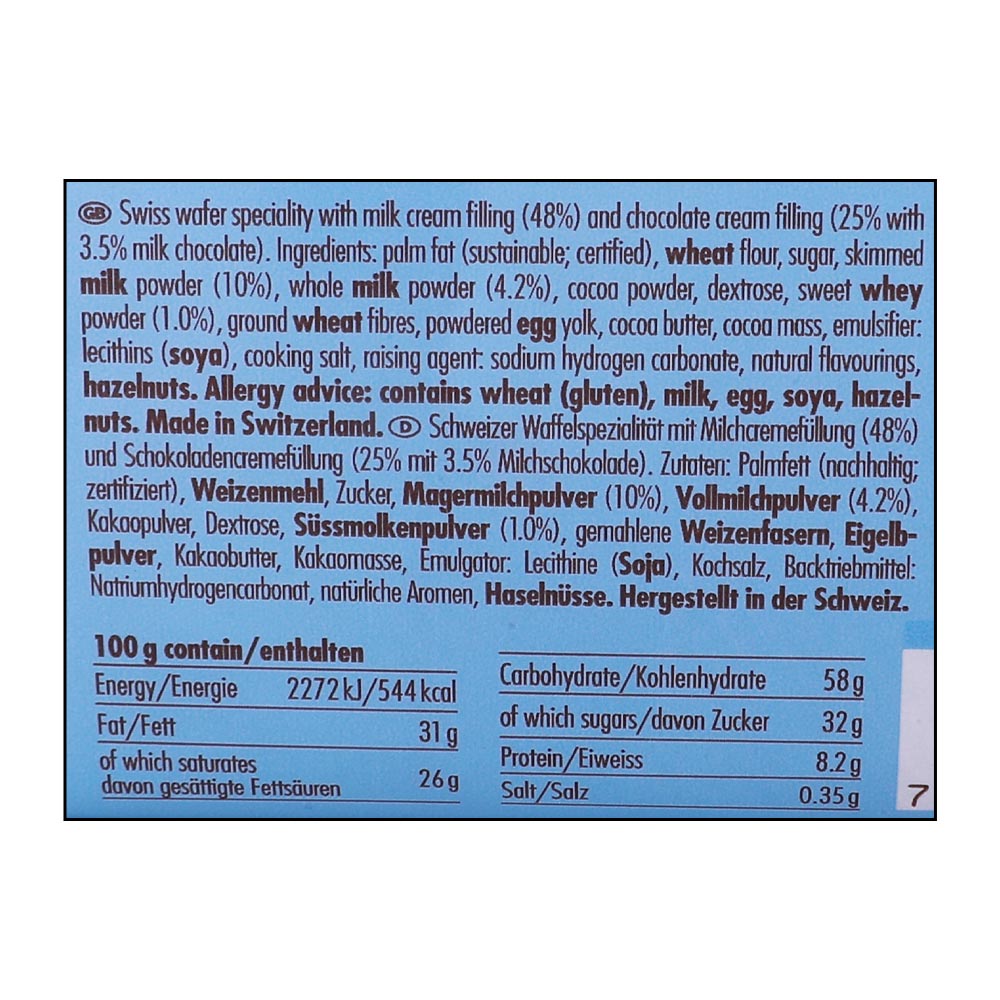 GB Swiss wafer speciality with milk cream filling (48%) and chocolate cream filling (25% with
3.5% milk chocolate). Ingredients: palm fat (sustainable; certified), wheat flour, sugar, skimmed
milk powder (10%), whole milk powder (4.2%), cocoa powder, dextrose, sweet whey
powder (1.0%), ground wheat fibres, powdered egg yolk, cocoa butter, cocoa mass, emulsifier:
lecithins (soya), cooking salt, raising agent: sodium hydrogen carbonate, natural flavourings,
hazelnuts. Allergy advice: contains wheat (gluten), milk, egg, soya, hazel-
nuts. Made in Switzerland. D Schweizer Waffelspezialität mit Milchcremefüllung (48%)
und Schokoladencremefüllung (25% mit 3.5% Milchschokolade). Zutaten: Palmfett (nachhaltig;
zertifiziert), Weizenmehl, Zucker, Magermilchpulver (10%), Vollmilchpulver (4.2%),
Kakaopulver, Dextrose, Süssmolkenpulver (1.0%), gemahlene Weizenfasern, Eigelb-
pulver, Kakaobutter, Kakaomasse, Emulgator: Lecithine (Soja), Kochsalz, Backtriebmittel:
Natriumhydrogencarbonat, natürliche Aromen, Haselnüsse. Hergestellt in der Schweiz.
100 g contain/enthalten
Energy/Energie 2272 kJ/544 kcal
Fat/Fett 31 g
of which saturates
davon gesättigte Fettsäuren 26 g
Carbohydrate/Kohlenhydrate 58 g
of which sugars/davon Zucker 32 g
Protein/Eiweiss 8.2 g
Salt/Salz 0.35 g
7